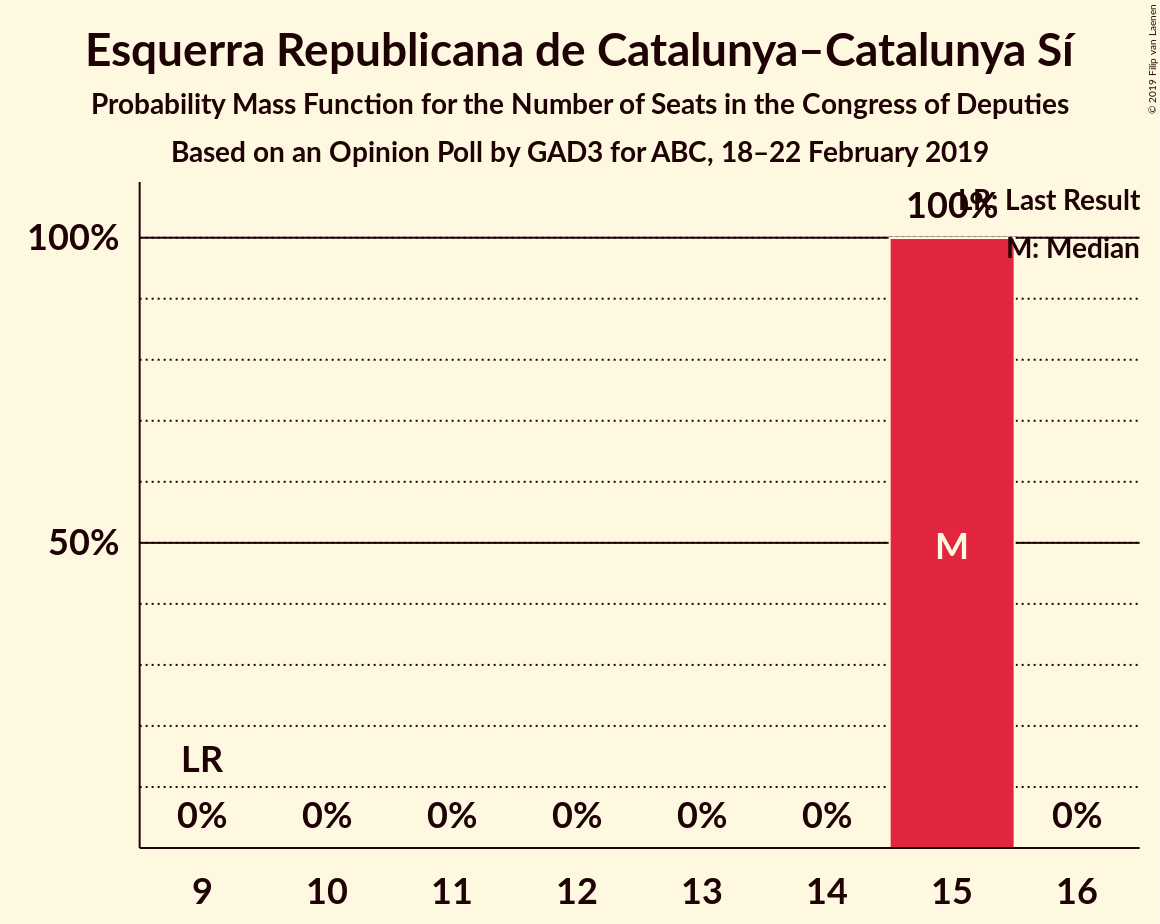 Esquerra Republicana de Catalunya–Catalunya Sí
Probability Mass Function for the Number of Seats in the Congress of Deputies
Based on an Opinion Poll by GAD3 for ABC, 18–22 February 2019
© 2019 Filip van Laenen
100%
LR: Last Result
100%
M: Median
50%
M
LR
0% 0% 0% 0% 0% 0% 0%
9 10 11 12 13 14 15 16